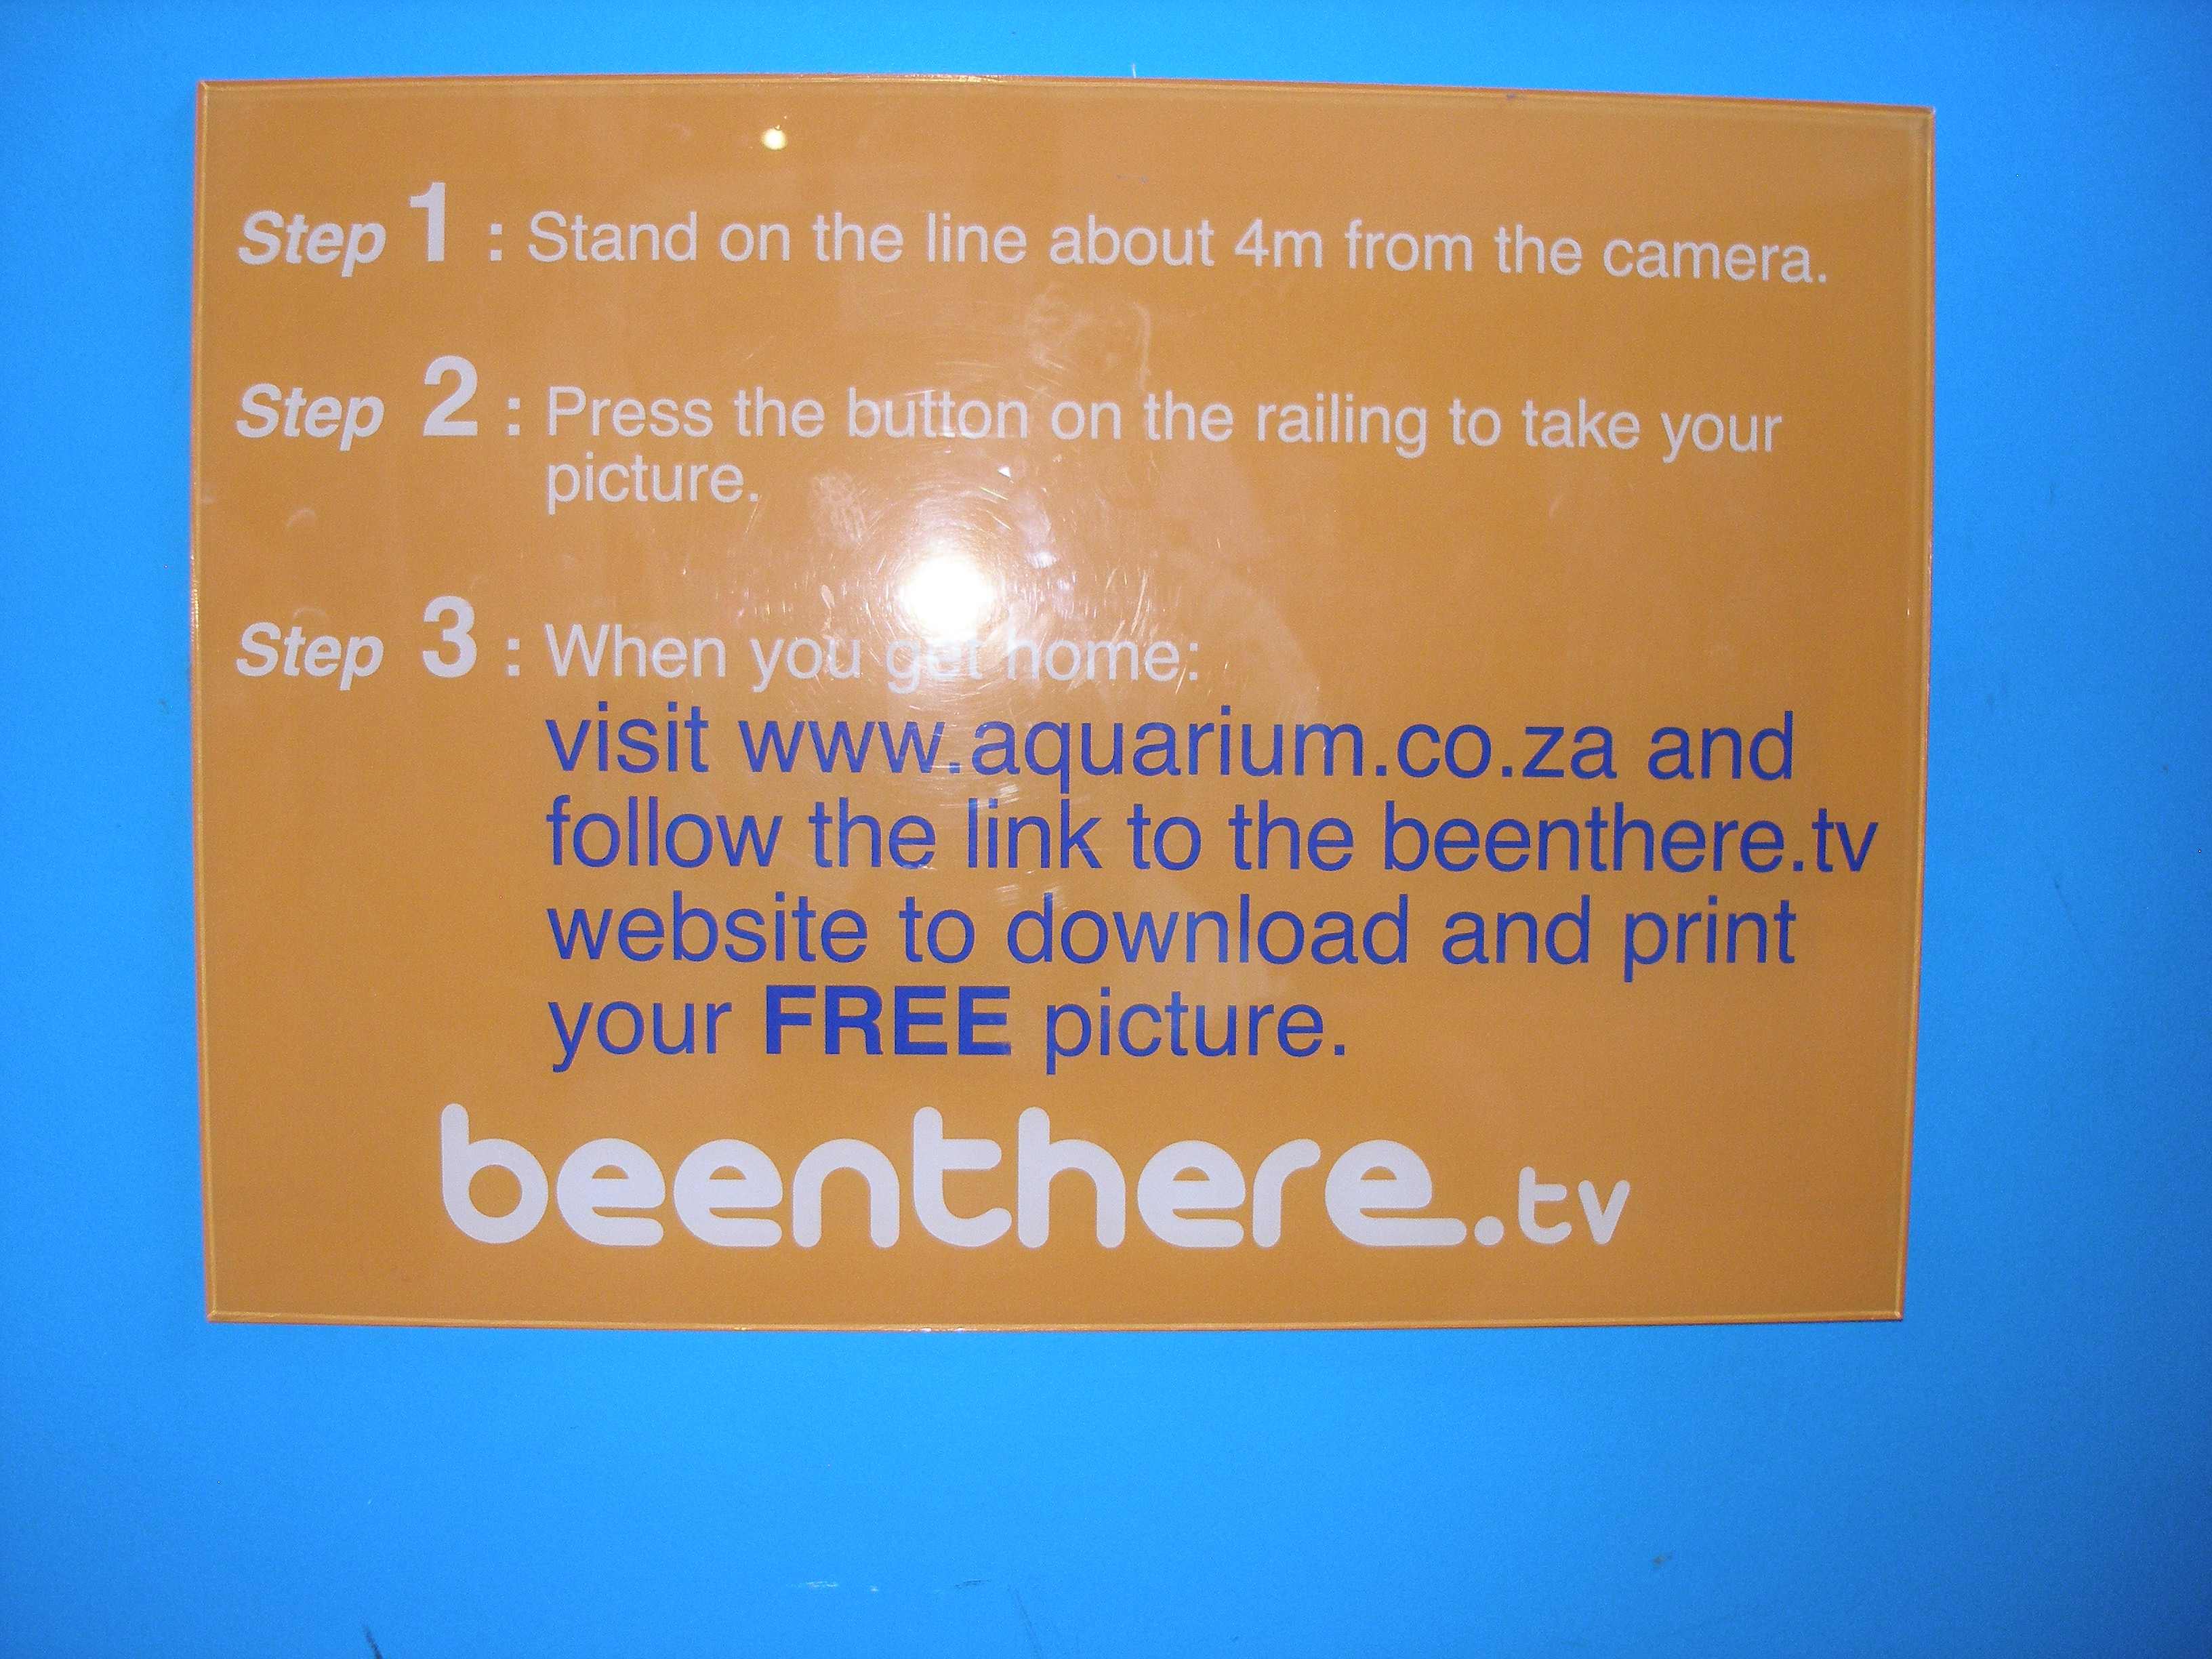 Step 1 : Stand on the line about 4m from the camera.
Step 2 : Press the button on the railing to take your
picture.
Step 3 : When you get home:
visit www.aquarium.co.za and
follow the link to the beenthere.tv
website to download and print
your FREE picture.
beenthere.tv